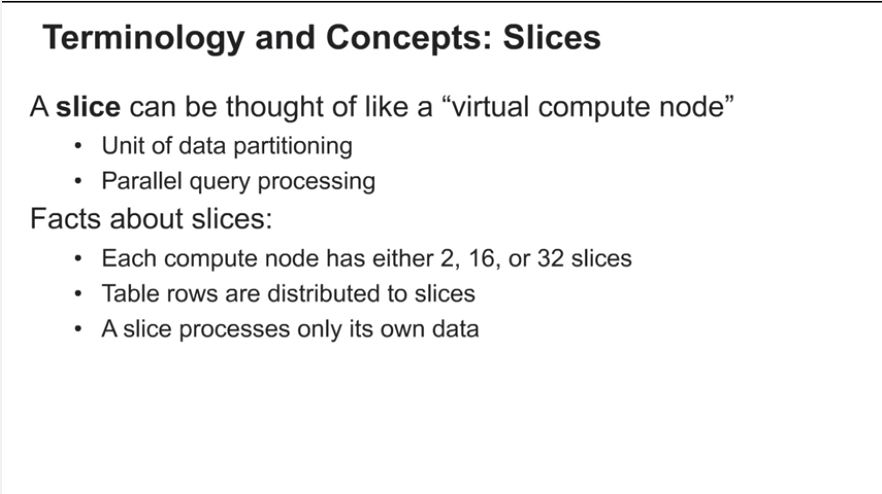 Terminology and Concepts: Slices
A slice can be thought of like a “virtual compute node”
• Unit of data partitioning
• Parallel query processing
Facts about slices:
• Each compute node has either 2, 16, or 32 slices
• Table rows are distributed to slices
• A slice processes only its own data